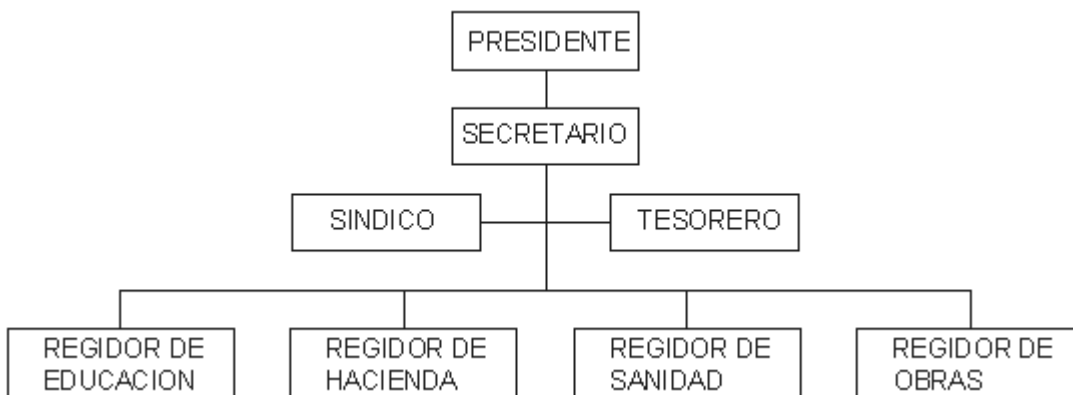 PRESIDENTE
SECRETARIO
SINDICO
TESORERO
REGIDOR DE
EDUCACION
REGIDOR DE
HACIENDA
REGIDOR DE
SANIDAD
REGIDOR DE
OBRAS